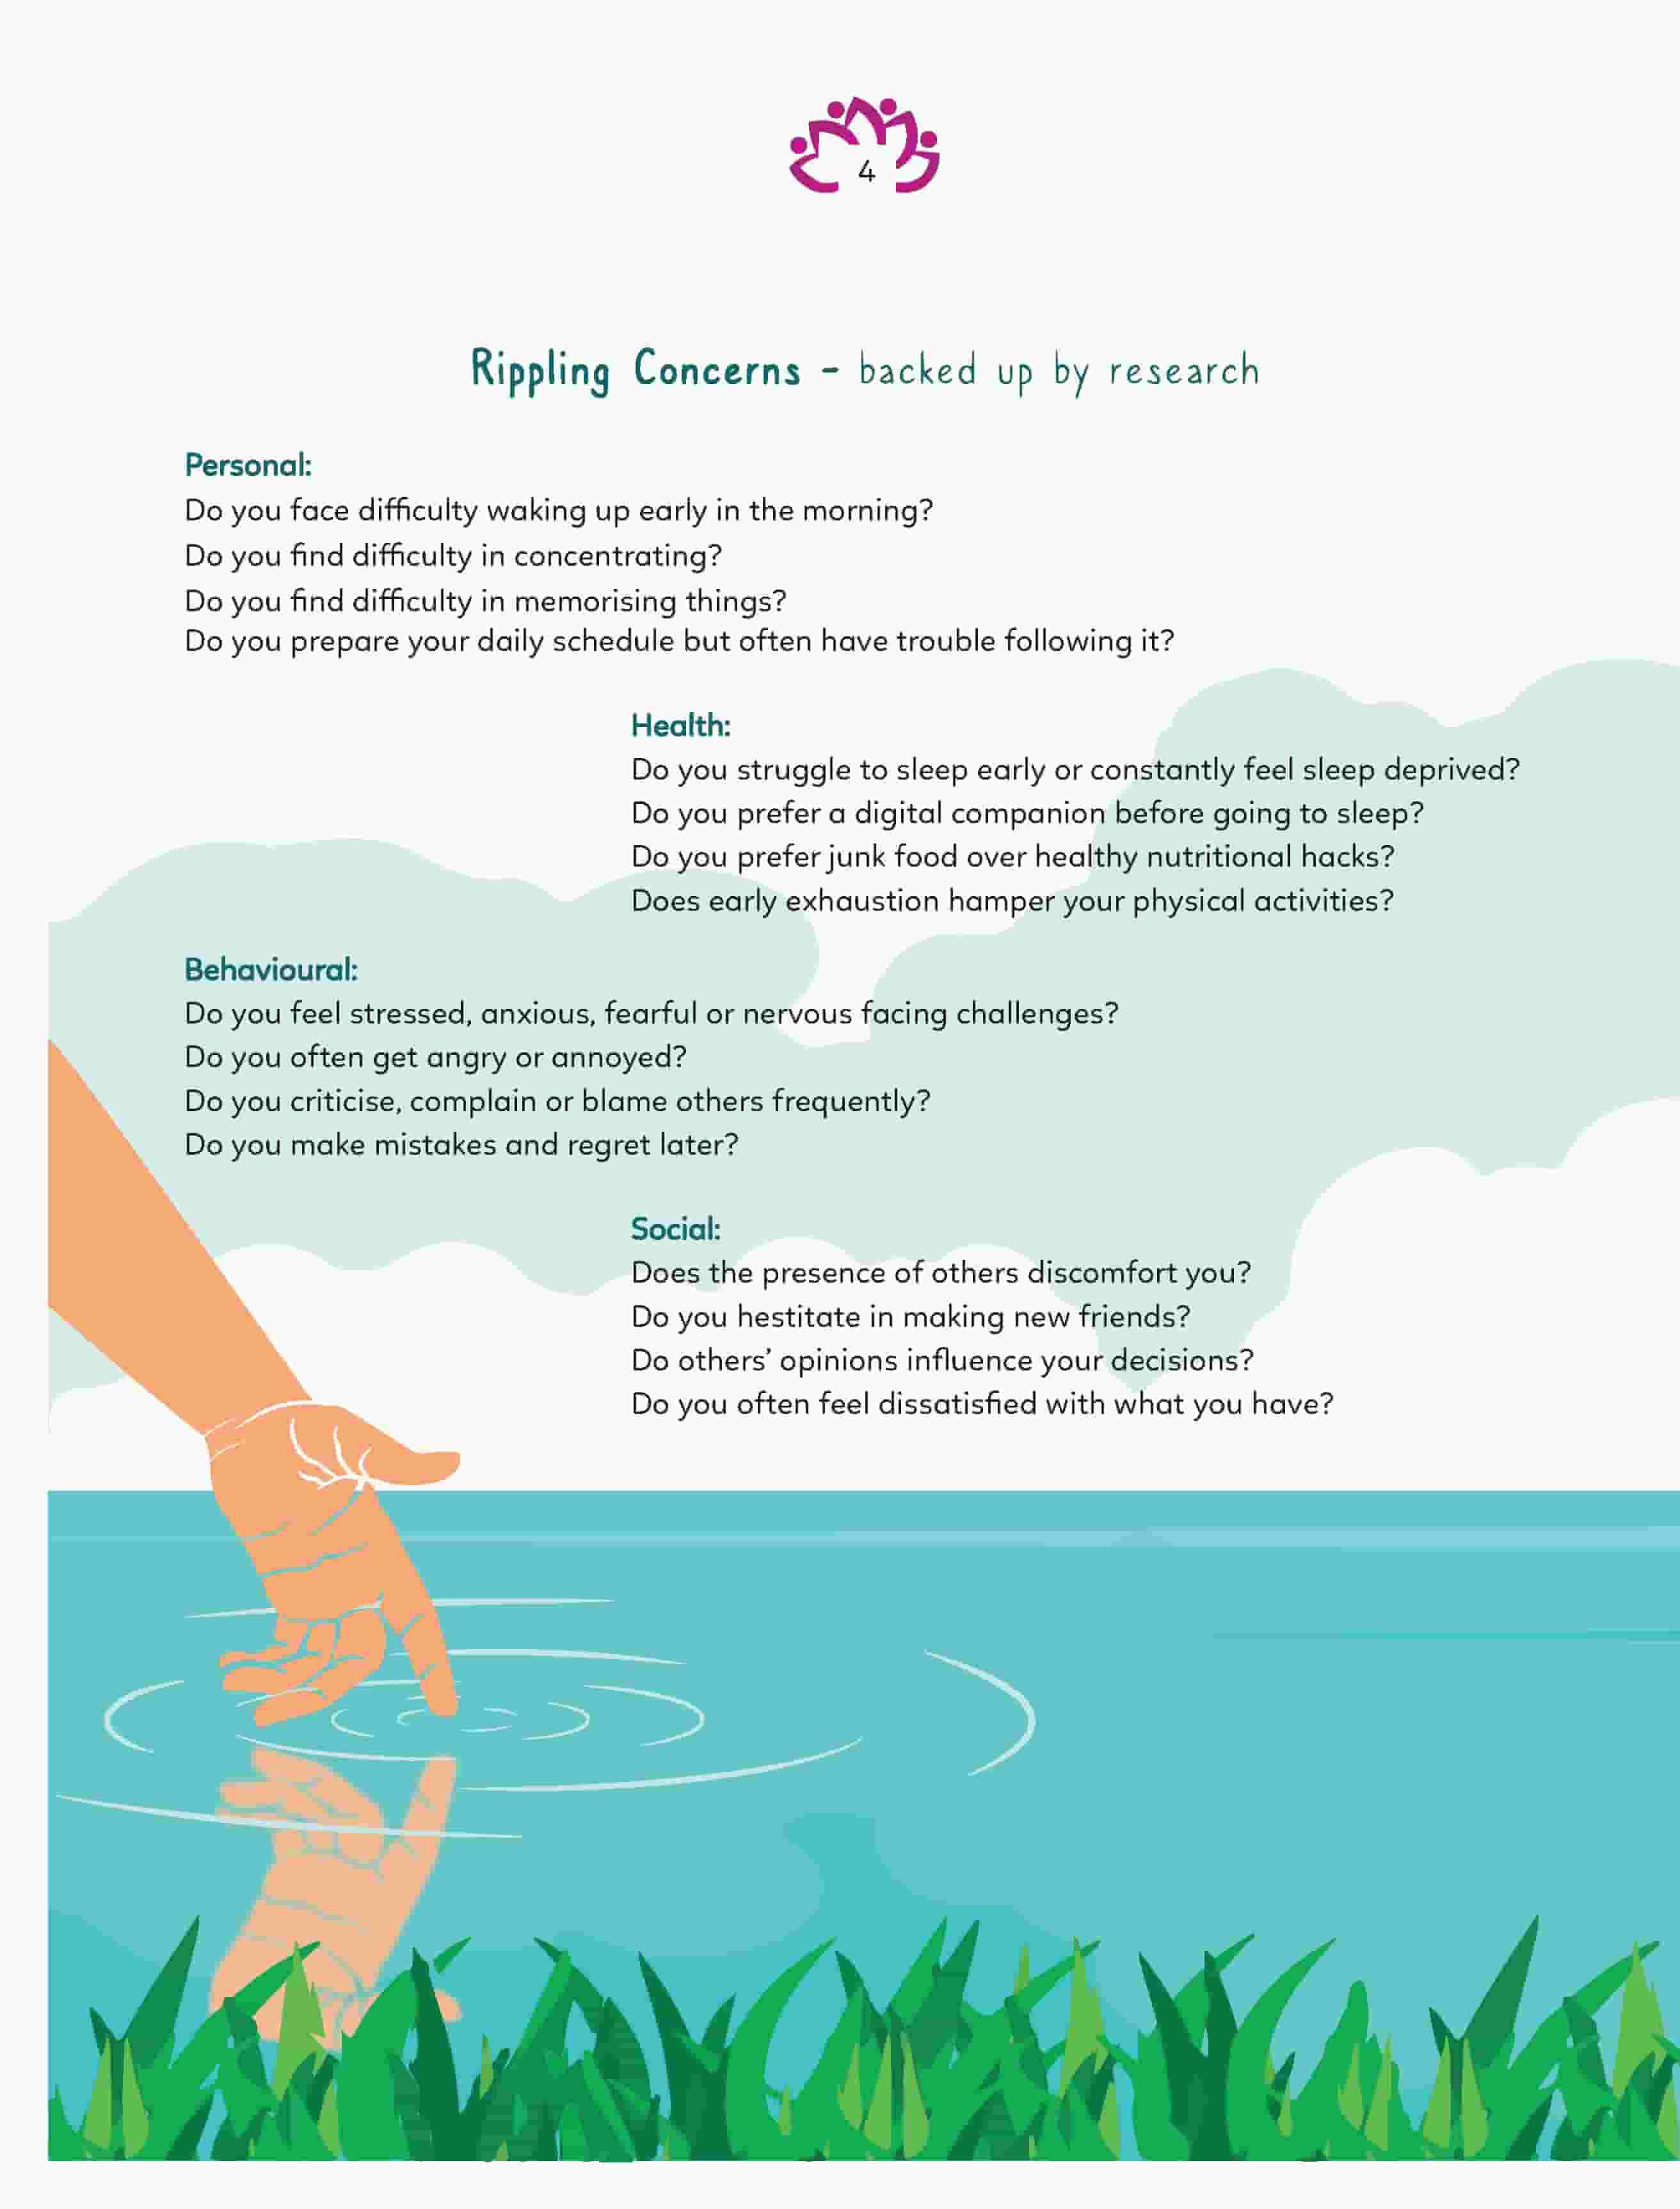 4
Rippling Concerns - backed up by research
Personal:
Do you face difficulty waking up early in the morning?
Do you find difficulty in concentrating?
Do you find difficulty in memorising things?
Do you prepare your daily schedule but often have trouble following it?
Health:
Do you struggle to sleep early or constantly feel sleep deprived?
Do you prefer a digital companion before going to sleep?
Do you prefer junk food over healthy nutritional hacks?
Does early exhaustion hamper your physical activities?
Behavioural:
Do you feel stressed, anxious, fearful or nervous facing challenges?
Do you often get angry or annoyed?
Do you criticise, complain or blame others frequently?
Do you make mistakes and regret later?
Social:
Does the presence of others discomfort you?
Do you hestitate in making new friends?
Do others’ opinions influence your decisions?
Do you often feel dissatisfied with what you have?